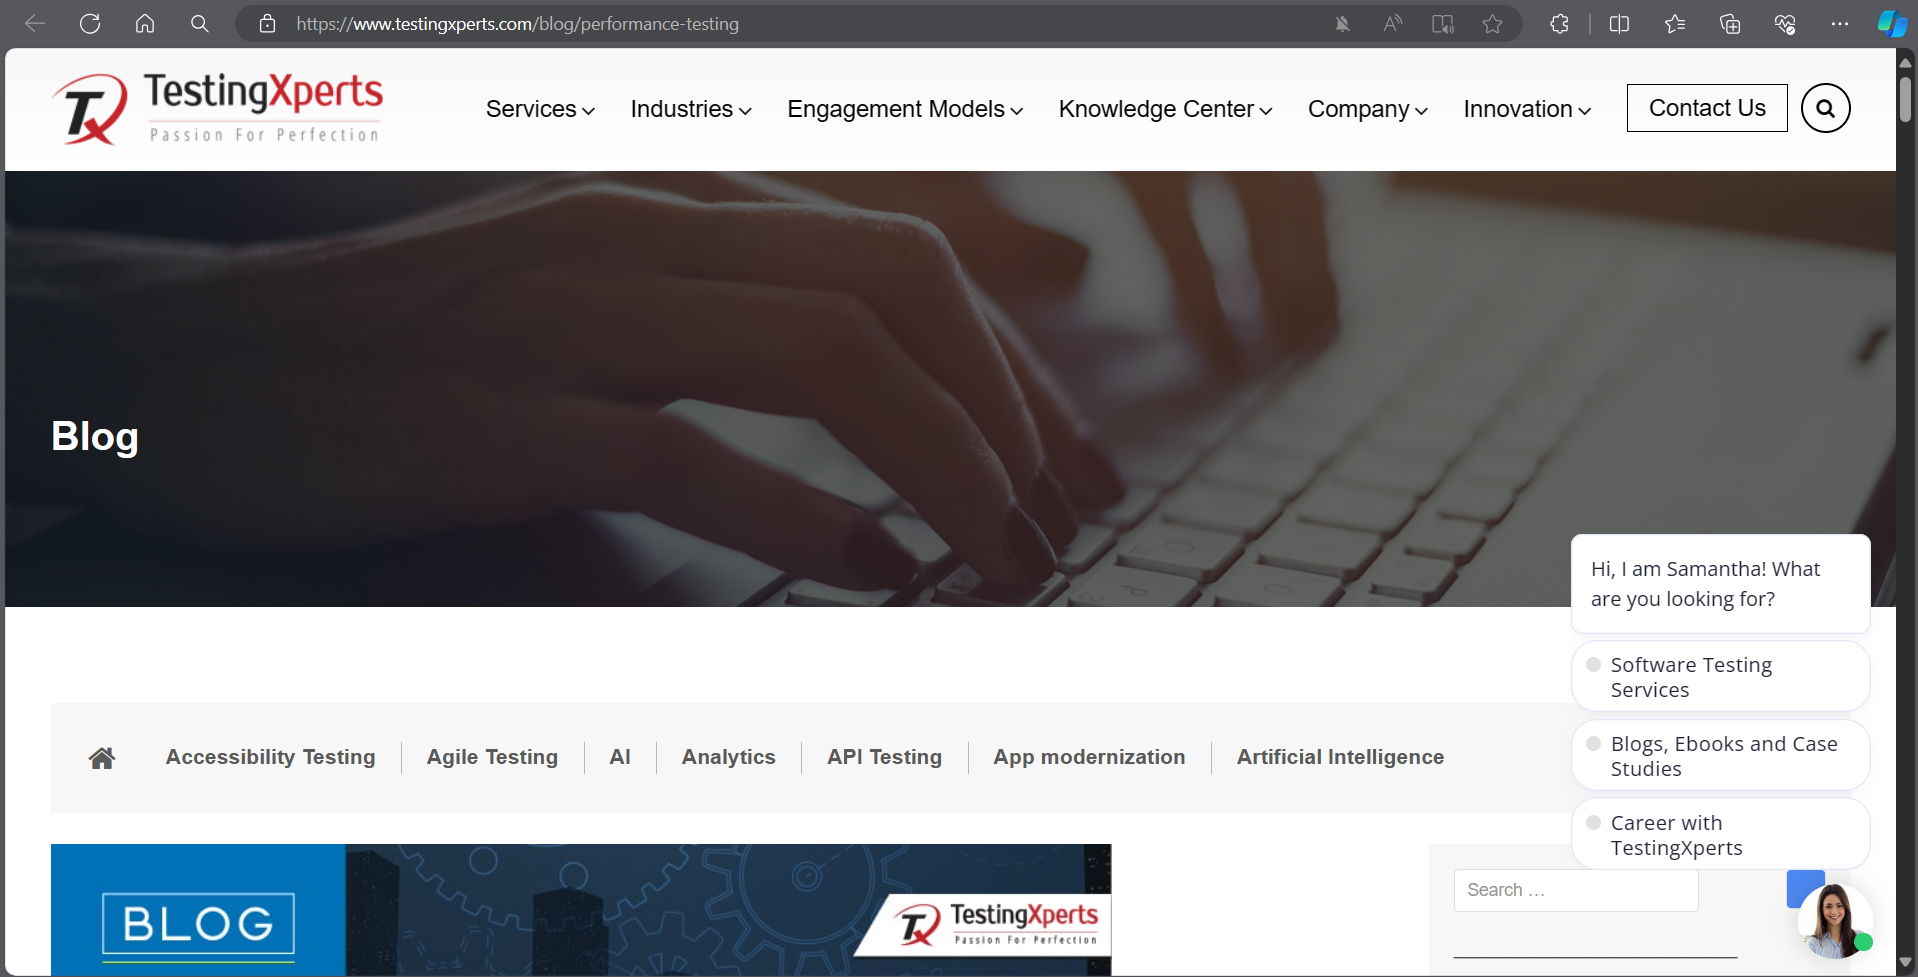 https://www.testingxperts.com/blog/performance-testing
TestingXperts
Passion For Perfection
Services
Industries
Engagement Models
Knowledge Center
Company
Innovation
Contact Us
Blog
Hi, I am Samantha! What
are you looking for?
Software Testing
Services
Blogs, Ebooks and Case
Studies
Career with
TestingXperts
Accessibility Testing
Agile Testing
AI
Analytics
API Testing
App modernization
Artificial Intelligence
BLOG
TestingXperts
Passion For Perfection
Search …